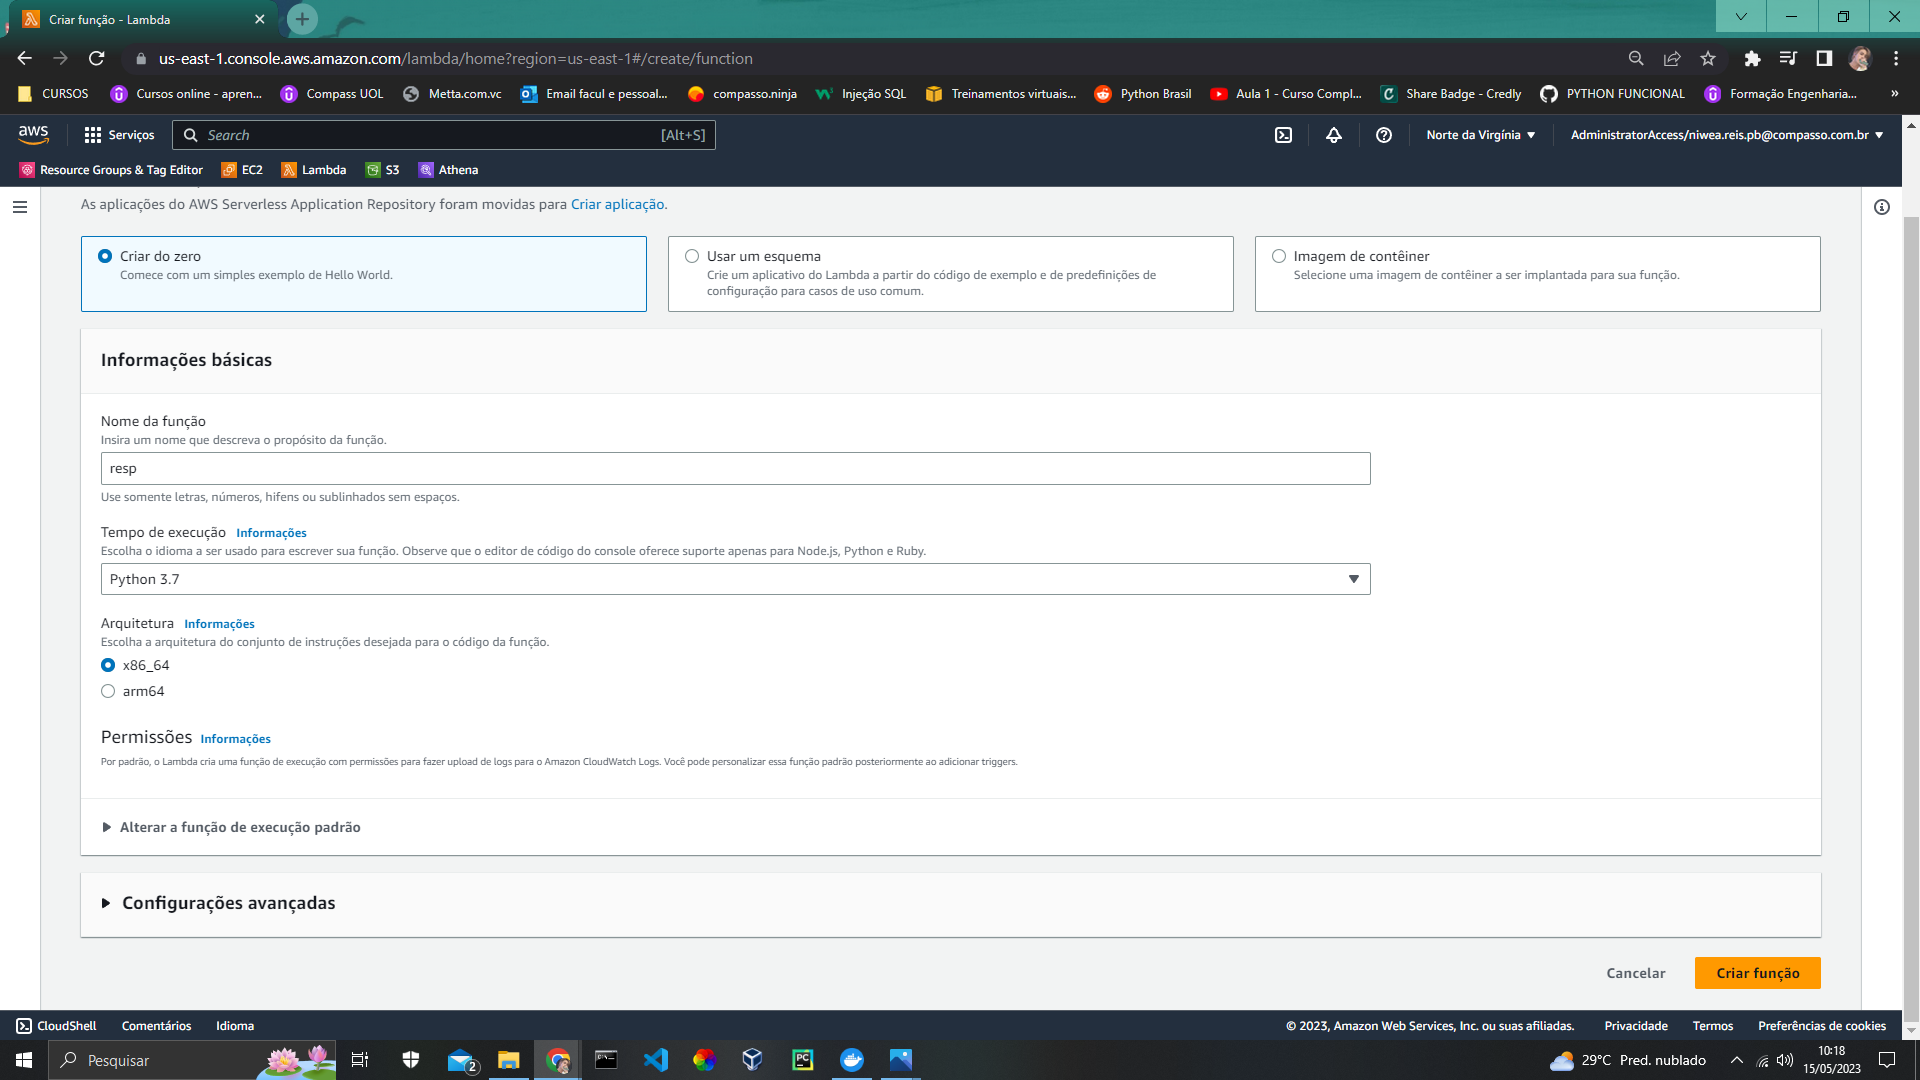 Criar função - Lambda
us-east-1.console.aws.amazon.com/lambda/home?region=us-east-1#/create/function
CURSOS Cursos online - apren... Compass UOL Metta.com.vc Email facul e pessoal... compasso.ninja Injeção SQL Treinamentos virtuais... Python Brasil Aula 1 - Curso Compl... Share Badge - Credly PYTHON FUNCIONAL Formação Engenharia... »
aws Serviços Search [Alt+S] Norte da Virgínia AdministratorAccess/niwea.reis.pb@compasso.com.br
Resource Groups & Tag Editor EC2 Lambda S3 Athena
As aplicações do AWS Serverless Application Repository foram movidas para Criar aplicação.
Criar do zero
Comece com um simples exemplo de Hello World.
Usar um esquema
Crie um aplicativo do Lambda a partir do código de exemplo e de predefinições de
configuração para casos de uso comum.
Imagem de contêiner
Selecione uma imagem de contêiner a ser implantada para sua função.
Informações básicas
Nome da função
Insira um nome que descreva o propósito da função.
resp
Use somente letras, números, hifens ou sublinhados sem espaços.
Tempo de execução Informações
Escolha o idioma a ser usado para escrever sua função. Observe que o editor de código do console oferece suporte apenas para Node.js, Python e Ruby.
Python 3.7
Arquitetura Informações
Escolha a arquitetura do conjunto de instruções desejada para o código da função.
x86_64
arm64
Permissões Informações
Por padrão, o Lambda cria uma função de execução com permissões para fazer upload de logs para o Amazon CloudWatch Logs. Você pode personalizar essa função padrão posteriormente ao adicionar triggers.
Alterar a função de execução padrão
Configurações avançadas
Cancelar Criar função
CloudShell Comentários Idioma © 2023, Amazon Web Services, Inc. ou suas afiliadas. Privacidade Termos Preferências de cookies
Pesquisar 2 PC 29°C Pred. nublado 10:18
15/05/2023